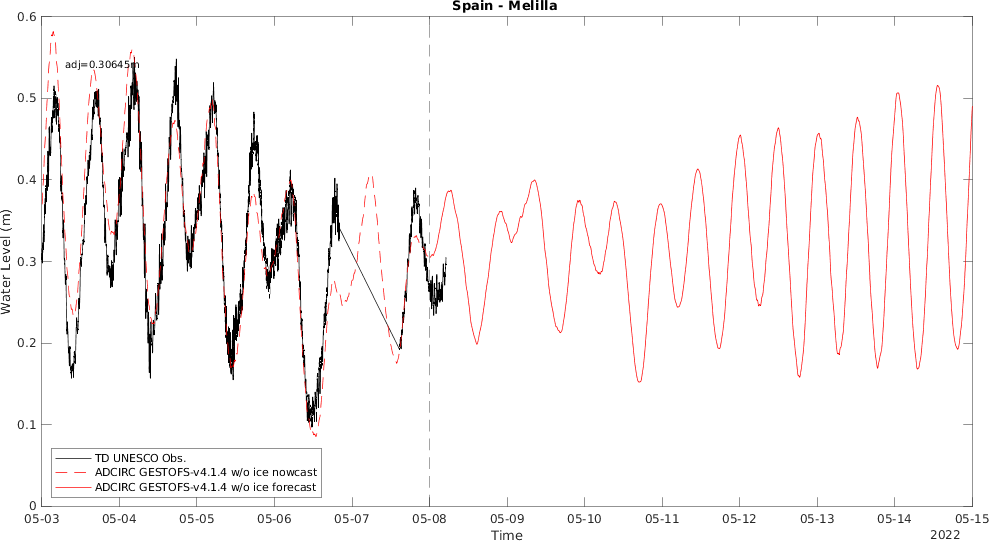 Spain - Melilla
adj=0.30645m
0.6
0.5
0.4
0.3
0.2
0.1
0
Water Level (m)
TD UNESCO Obs.
ADCIRC GESTOFS-v4.1.4 w/o ice nowcast
ADCIRC GESTOFS-v4.1.4 w/o ice forecast
05-03 05-04 05-05 05-06 05-07 05-08 05-09 05-10 05-11 05-12 05-13 05-14 05-15
Time
2022